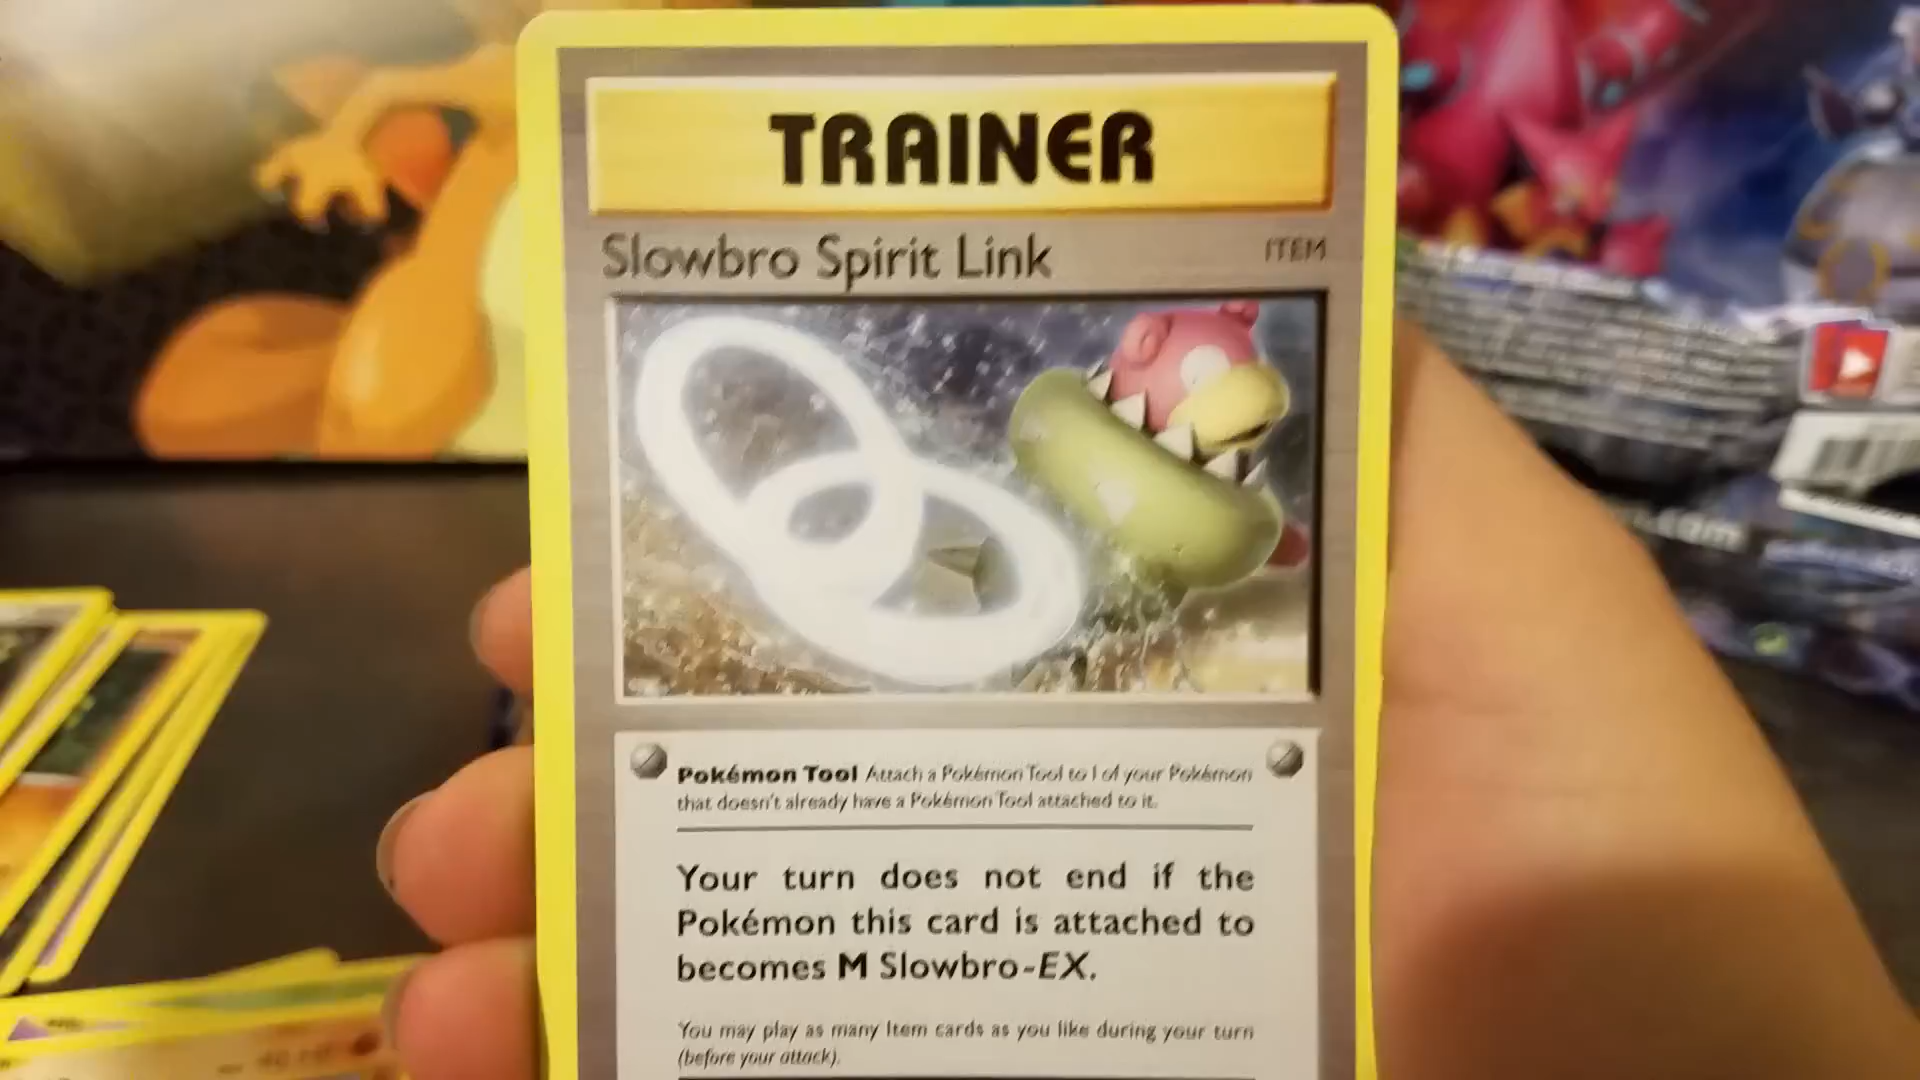 TRAINER
Slowbro Spirit Link
ITEM
Pokémon Tool Attach a Pokémon Tool to 1 of your Pokémon
that doesn't already have a Pokémon Tool attached to it.
Your turn does not end if the
Pokémon this card is attached to
becomes M Slowbro-EX.
You may play as many Item cards as you like during your turn
(before your attack).
.com